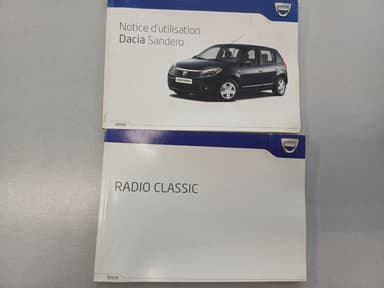 Notice d'utilisation
Dacia Sandero
RADIO CLASSIC